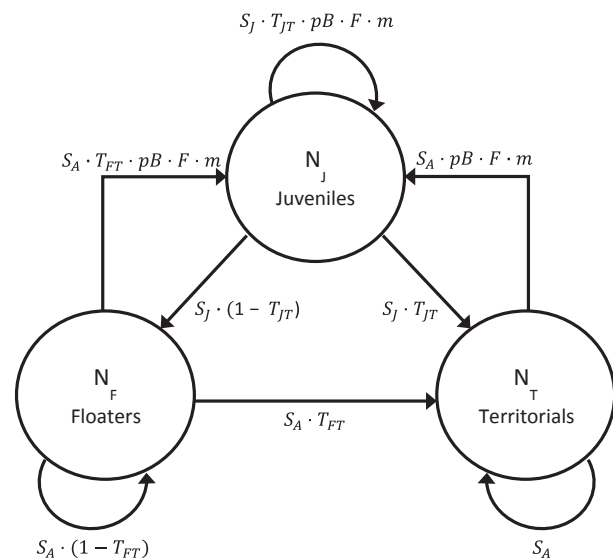 S_J · T_JT · pB · F · m
S_A · T_FT · pB · F · m
S_A · pB · F · m
N_J
Juveniles
S_J · (1 − T_JT)
S_J · T_JT
N_F
Floaters
N_T
Territorials
S_A · T_FT
S_A · (1 − T_FT)
S_A